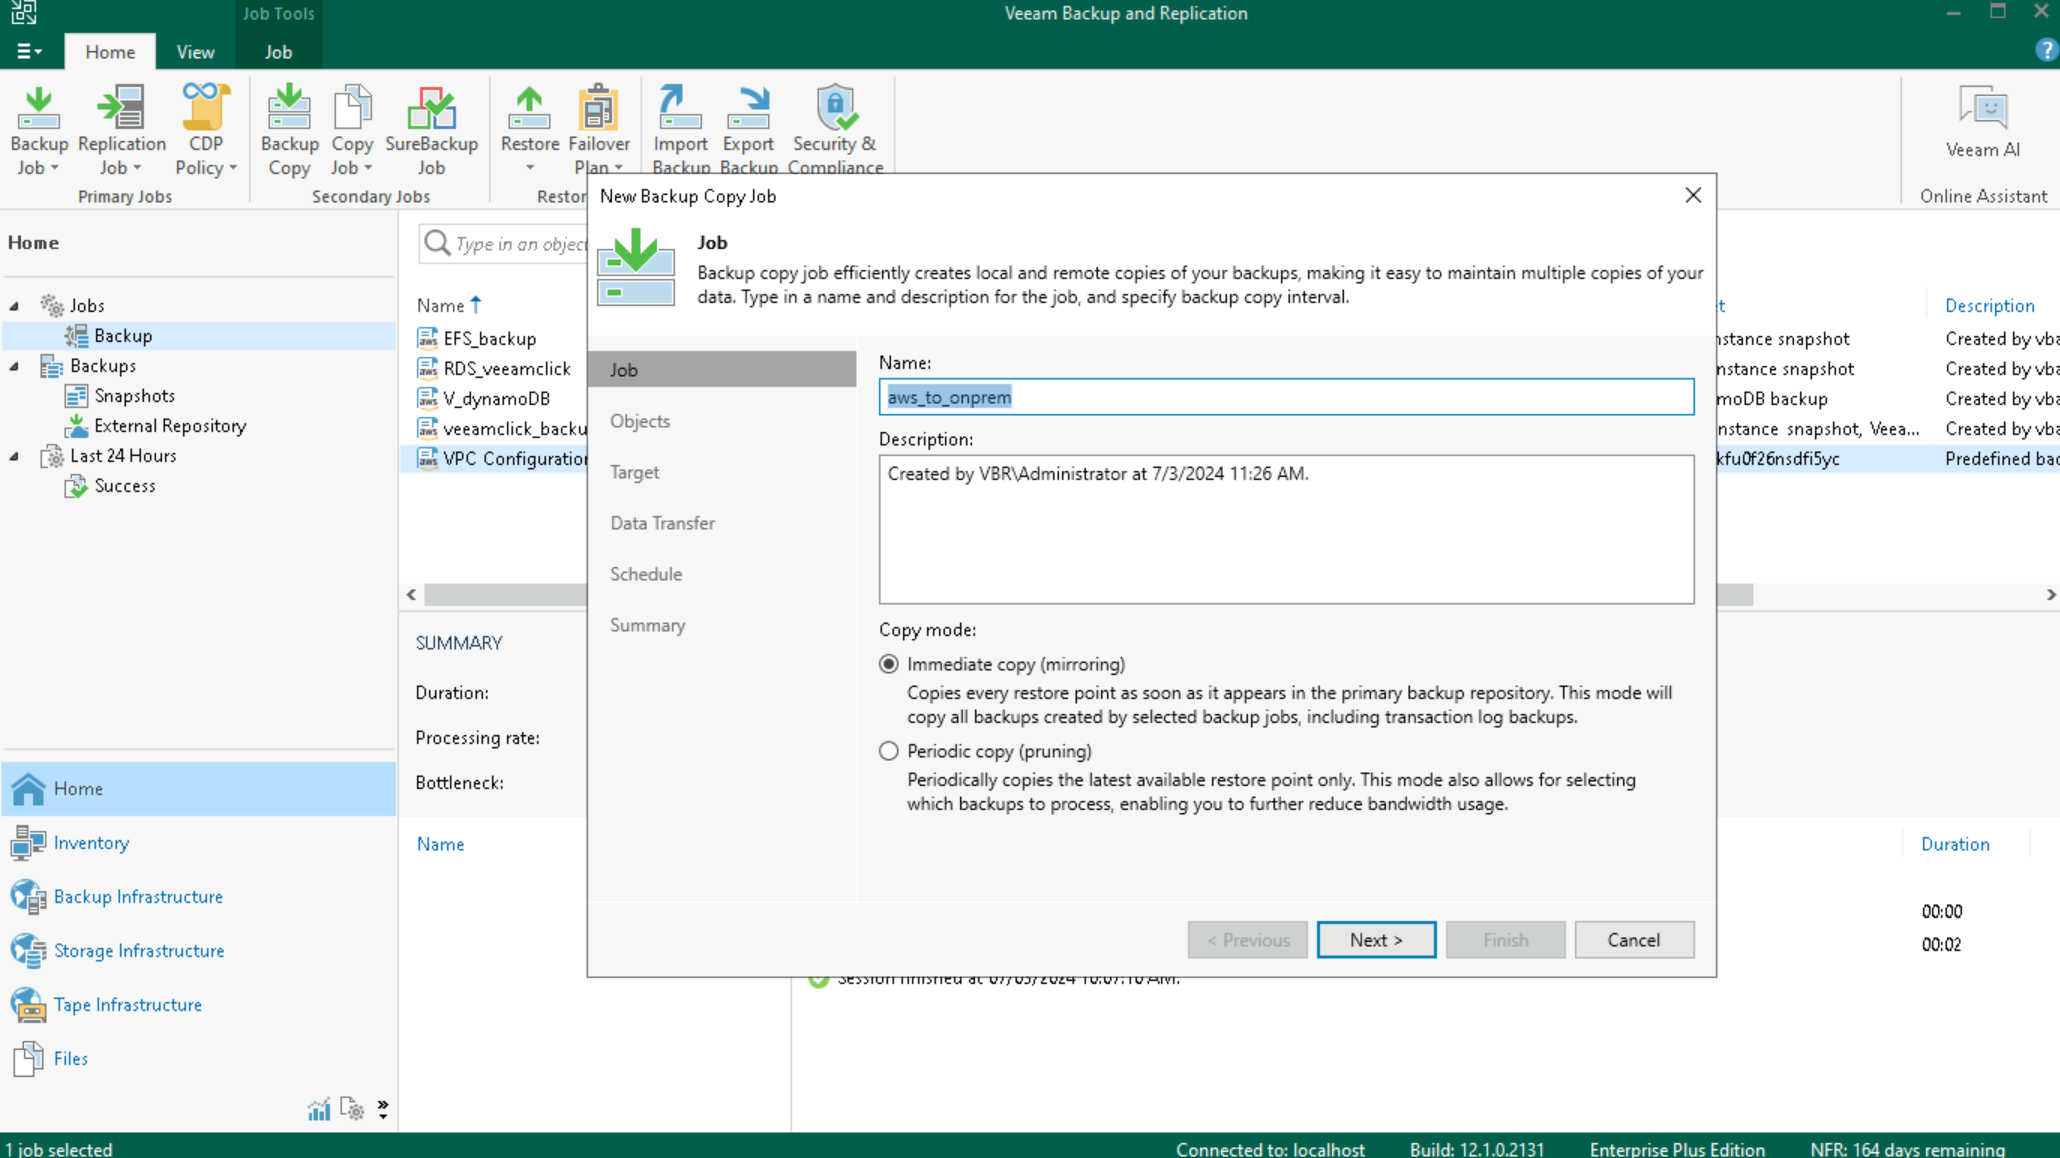 Job Tools
Veeam Backup and Replication
Home
View
Job
Backup Job
Replication Job
CDP Policy
Primary Jobs
Backup Copy
Copy Job
SureBackup Job
Secondary Jobs
Restore
Failover Plan
Restor
Import Backup
Export Backup
Security & Compliance
Veeam AI
Online Assistant
Home
Jobs
Backup
Backups
Snapshots
External Repository
Last 24 Hours
Success
Home
Inventory
Backup Infrastructure
Storage Infrastructure
Tape Infrastructure
Files
Type in an objec
Name
EFS_backup
RDS_veeamclick
V_dynamoDB
veeamclick_backu
VPC Configuration
Description
nstance snapshot
Created by vba
nstance snapshot
Created by vba
moDB backup
Created by vba
nstance snapshot, Veea...
Created by vba
kfu0f26nsdfi5yc
Predefined bac
SUMMARY
Duration:
Processing rate:
Bottleneck:
Name
Duration
00:00
00:02
Session finished at 07/03/2024 10:07:10 AM.
New Backup Copy Job
Job
Backup copy job efficiently creates local and remote copies of your backups, making it easy to maintain multiple copies of your
data. Type in a name and description for the job, and specify backup copy interval.
Job
Objects
Target
Data Transfer
Schedule
Summary
Name:
aws_to_onprem
Description:
Created by VBR\Administrator at 7/3/2024 11:26 AM.
Copy mode:
Immediate copy (mirroring)
Copies every restore point as soon as it appears in the primary backup repository. This mode will
copy all backups created by selected backup jobs, including transaction log backups.
Periodic copy (pruning)
Periodically copies the latest available restore point only. This mode also allows for selecting
which backups to process, enabling you to further reduce bandwidth usage.
< Previous
Next >
Finish
Cancel
1 job selected
Connected to: localhost
Build: 12.1.0.2131
Enterprise Plus Edition
NFR: 164 days remaining